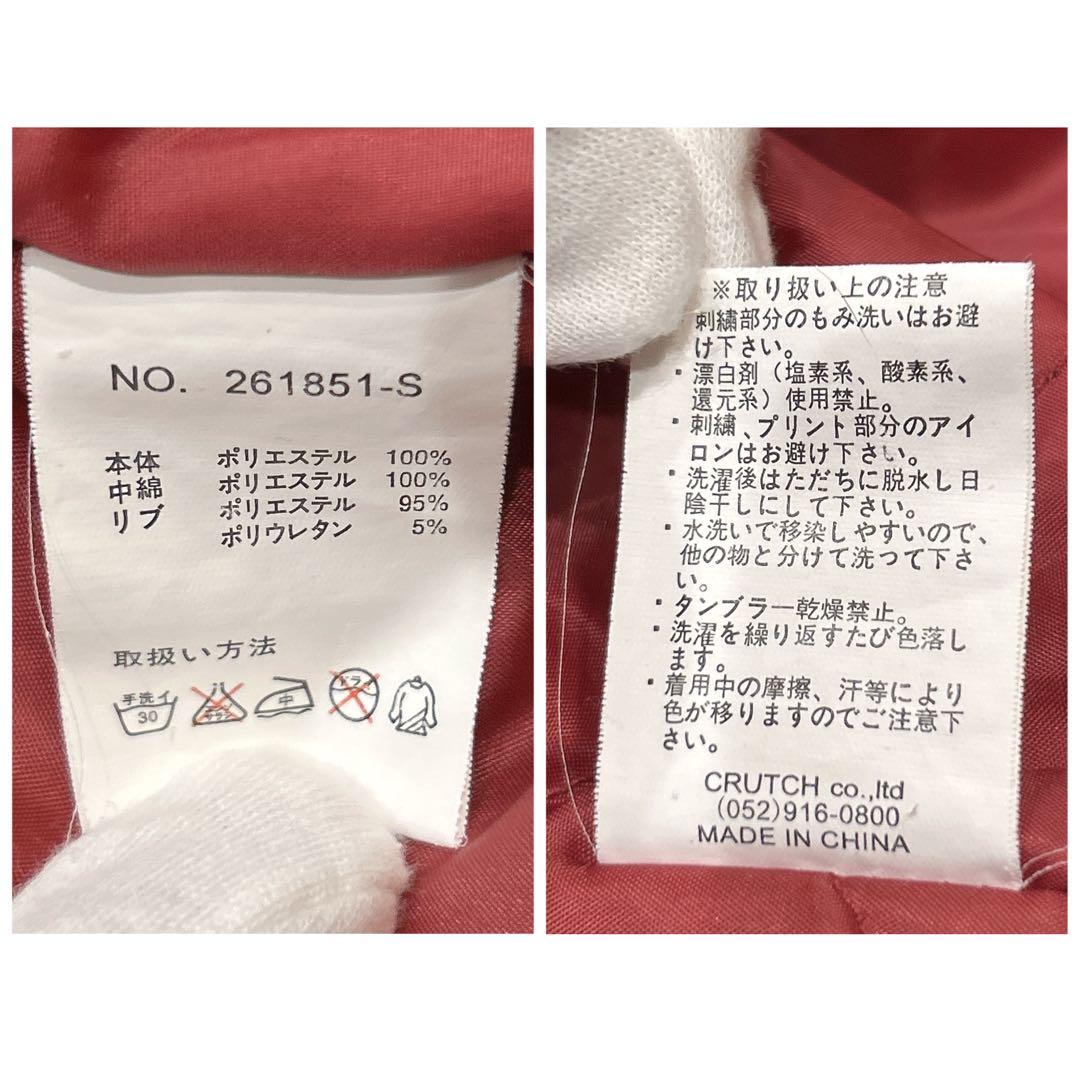 NO. 261851-S
本体 ポリエステル 100%
中綿 ポリエステル 100%
リブ ポリエステル 95%
ポリウレタン 5%
取扱い方法
手洗イ 30
エンソサラシ
中
ドライ
※取り扱い上の注意
・刺繍部分のもみ洗いはお避
け下さい。
・漂白剤（塩素系、酸素系、
還元系）使用禁止。
・刺繍、プリント部分のアイ
ロンはお避け下さい。
・洗濯後はただちに脱水し日
陰干しにして下さい。
・水洗いで移染しやすいので、
他の物と分けて洗つて下さ
い。
・タンブラー乾燥禁止。
・洗濯を繰り返すたび色落し
ます。
・着用中の摩擦、汗等により
色が移りますのでご注意下
さい。
CRUTCH co.,ltd
(052)916-0800
MADE IN CHINA